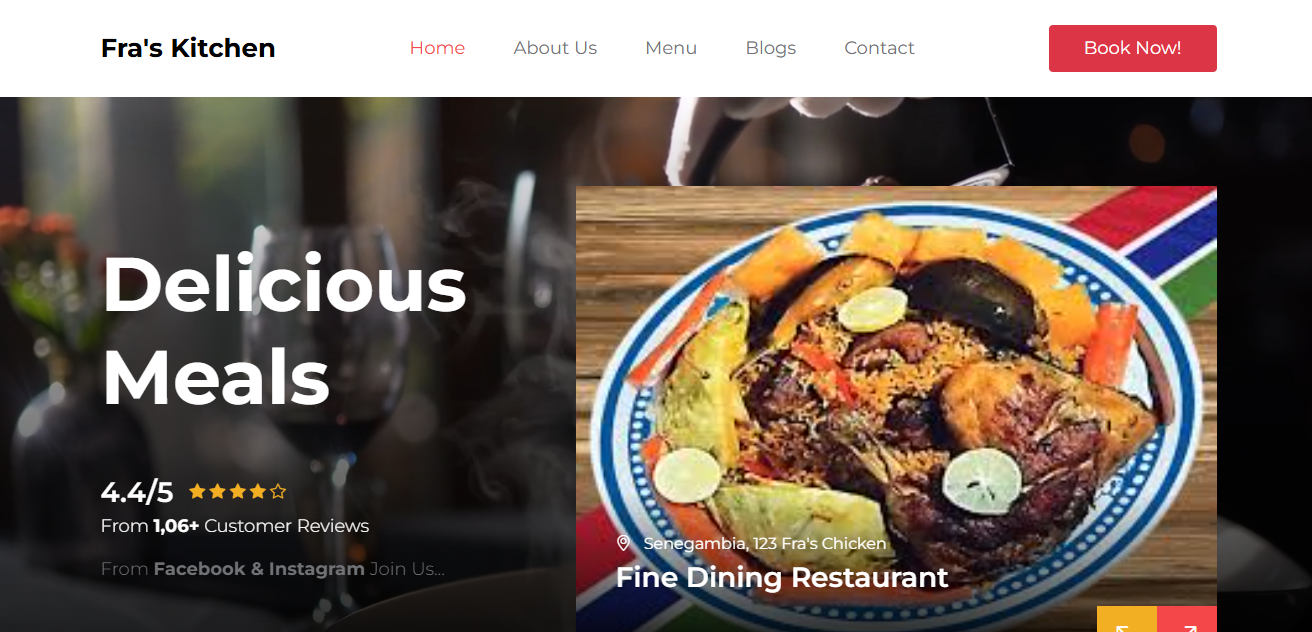 Fra's Kitchen
Home
About Us
Menu
Blogs
Contact
Book Now!
Delicious
Meals
4.4/5
From 1,06+ Customer Reviews
From Facebook & Instagram Join Us...
Senegambia, 123 Fra's Chicken
Fine Dining Restaurant